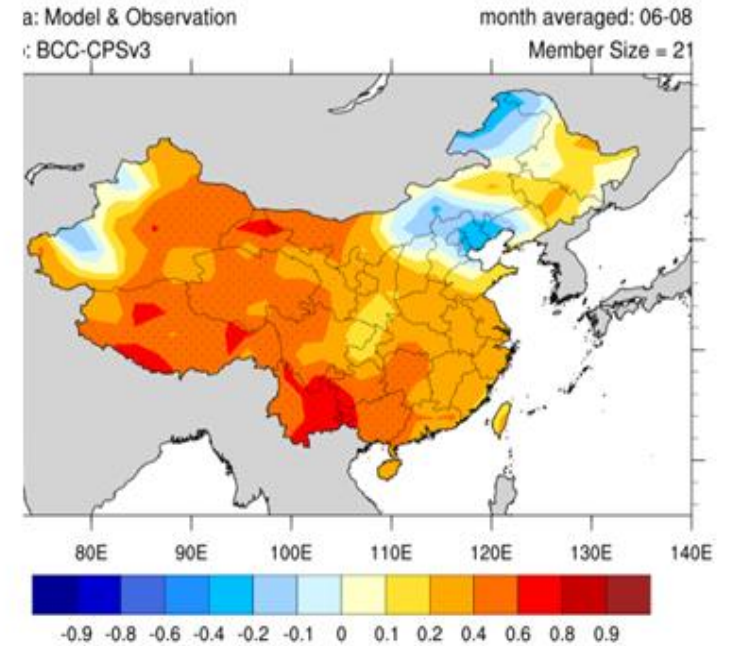 a: Model & Observation
month averaged: 06-08
: BCC-CPSv3
Member Size = 21
80E 90E 100E 110E 120E 130E 140E
-0.9 -0.8 -0.6 -0.4 -0.2 -0.1 0 0.1 0.2 0.4 0.6 0.8 0.9